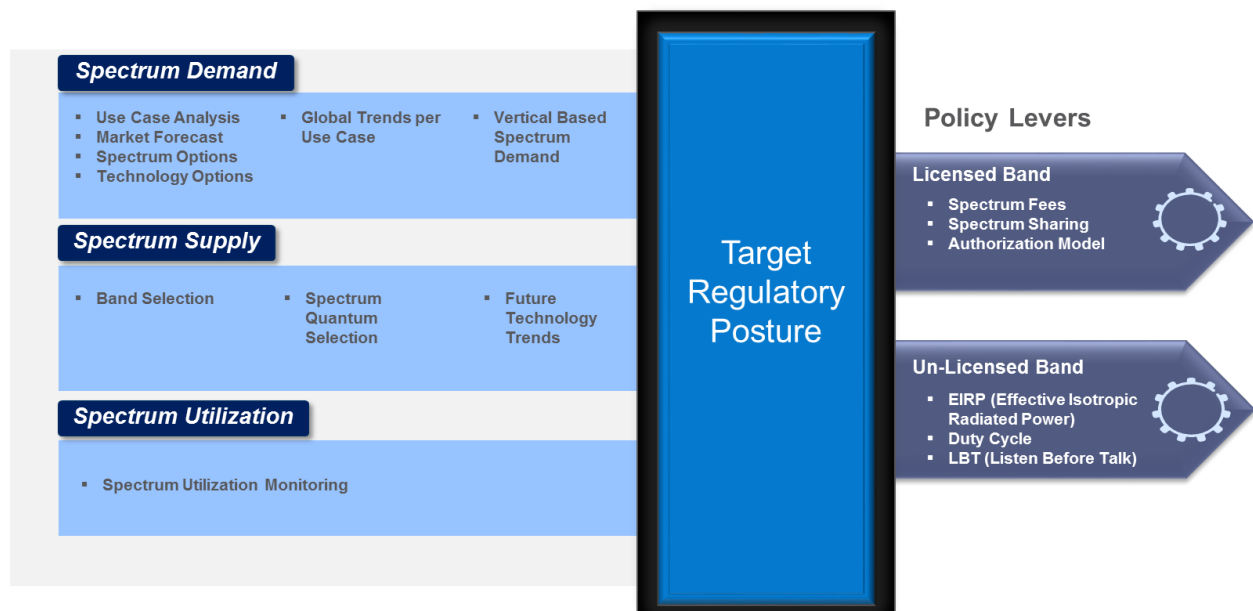 Spectrum Demand
▪ Use Case Analysis
▪ Market Forecast
▪ Spectrum Options
▪ Technology Options
▪ Global Trends per
Use Case
▪ Vertical Based
Spectrum
Demand
Spectrum Supply
▪ Band Selection
▪ Spectrum
Quantum
Selection
▪ Future
Technology
Trends
Spectrum Utilization
▪ Spectrum Utilization Monitoring
Target
Regulatory
Posture
Policy Levers
Licensed Band
▪ Spectrum Fees
▪ Spectrum Sharing
▪ Authorization Model
Un-Licensed Band
▪ EIRP (Effective Isotropic
Radiated Power)
▪ Duty Cycle
▪ LBT (Listen Before Talk)